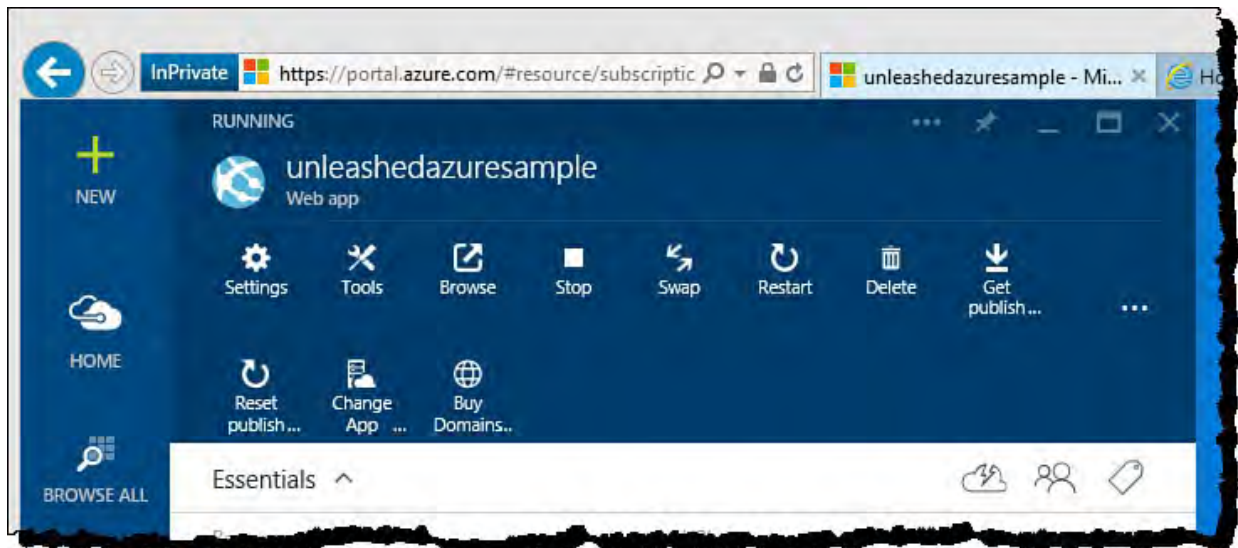 InPrivate https://portal.azure.com/#resource/subscriptic unleashedazuresample - Mi... Ho
RUNNING
unleashedazuresample
Web app
NEW
Settings Tools Browse Stop Swap Restart Delete Get publish...
HOME
Reset publish... Change App ... Buy Domains..
BROWSE ALL
Essentials